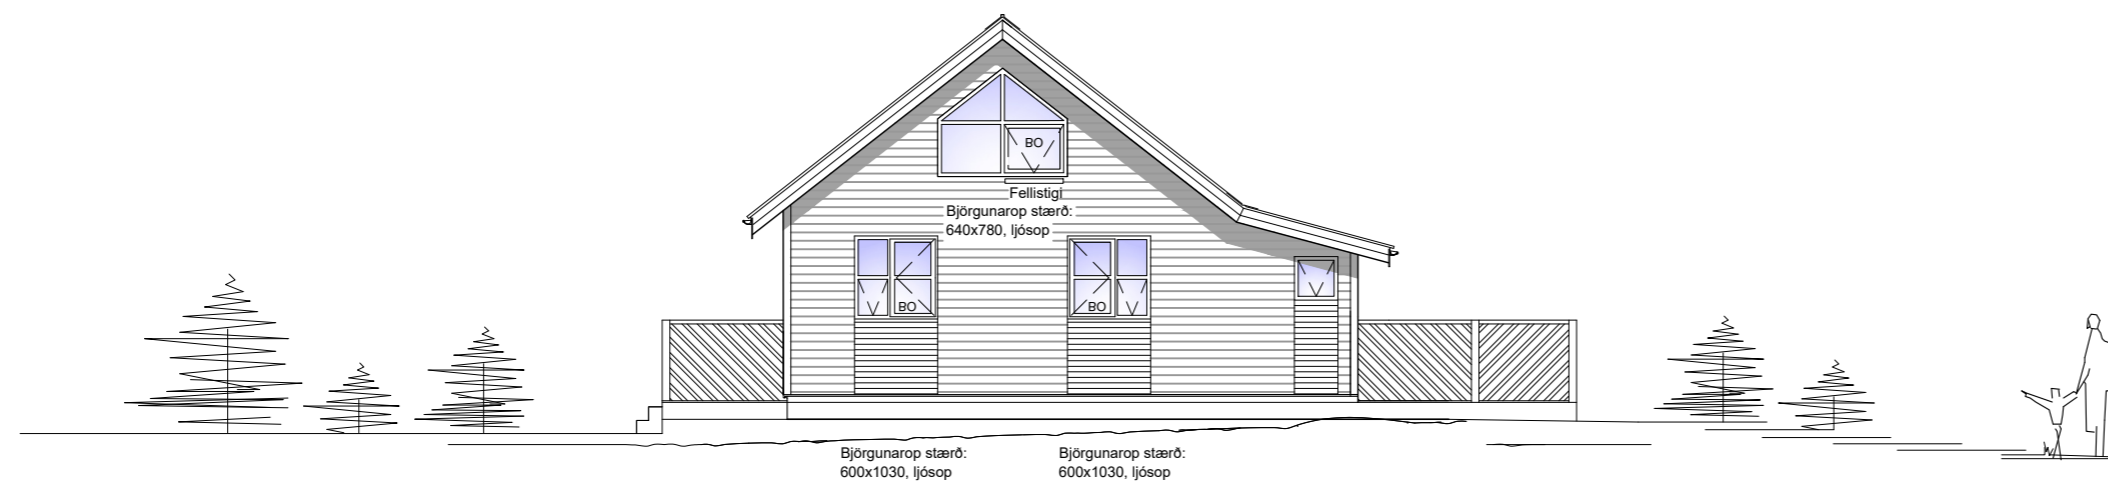 BO
Fellistigi
Björgunarop stærð:
640x780, ljósop
BO
BO
Björgunarop stærð:
600x1030, ljósop
Björgunarop stærð:
600x1030, ljósop